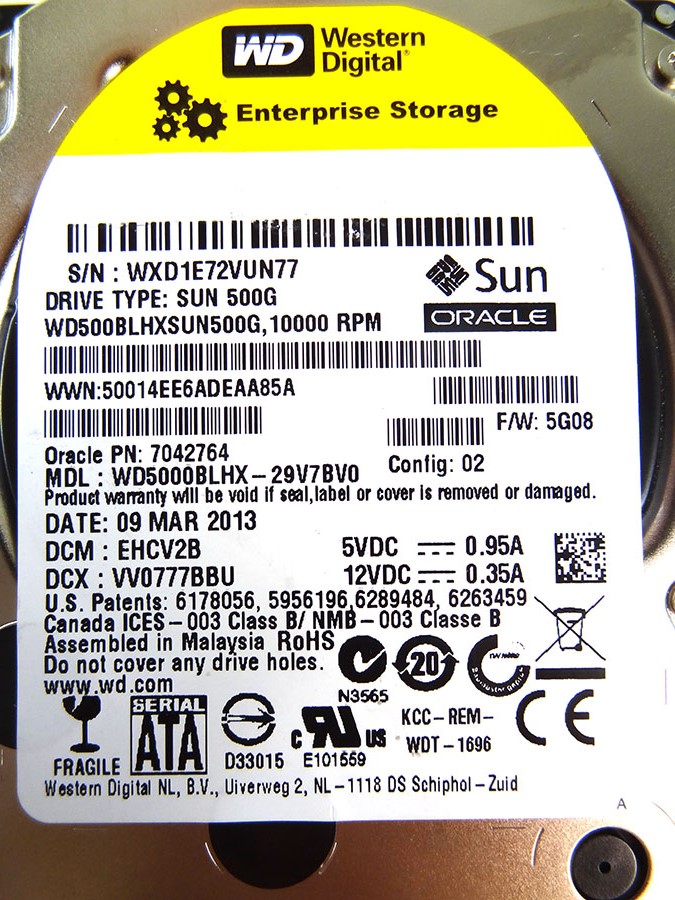 WD Western
Digital®
Enterprise Storage
S/N : WXD1E72VUN77
Sun
DRIVE TYPE: SUN 500G
ORACLE
WD500BLHXSUN500G,10000 RPM
WWN:50014EE6ADEAA85A
F/W: 5G08
Oracle PN: 7042764
Config: 02
MDL : WD5000BLHX-29V7BV0
Product warranty will be void if seal,label or cover is removed or damaged.
DATE: 09 MAR 2013
DCM : EHCV2B
5VDC ⎓ 0.95A
DCX : VV0777BBU
12VDC ⎓ 0.35A
U.S. Patents: 6178056, 5956196,6289484, 6263459
Canada ICES-003 Class B/ NMB-003 Classe B
Assembled in Malaysia RoHS
Do not cover any drive holes.
www.wd.com
20
N3565
SERIAL
ATA
FRAGILE
D33015
c RU US
E101559
KCC-REM-
WDT-1696
CE
Western Digital NL, B.V., Uiverweg 2, NL-1118 DS Schiphol-Zuid
A